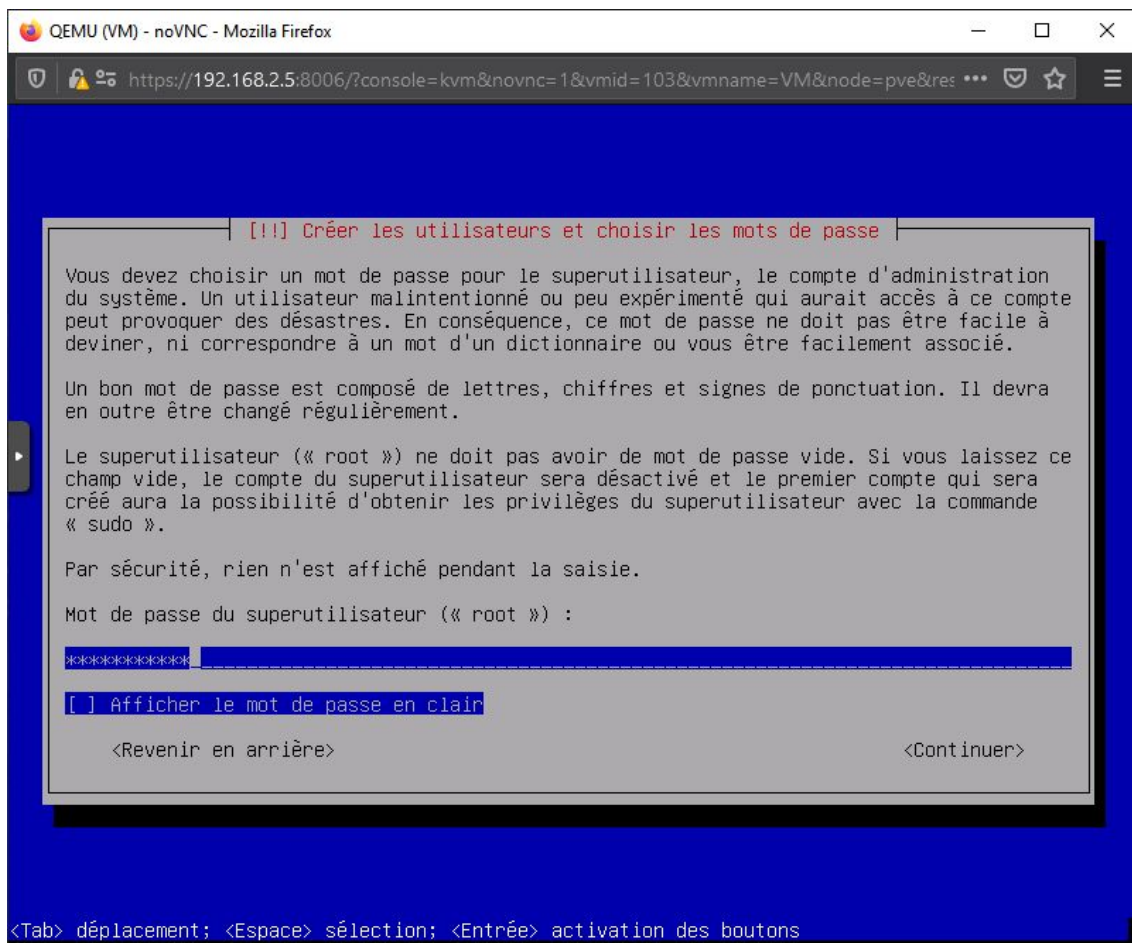 QEMU (VM) - noVNC - Mozilla Firefox
https://192.168.2.5:8006/?console=kvm&novnc=1&vmid=103&vmname=VM&node=pve&res
[!!] Créer les utilisateurs et choisir les mots de passe
Vous devez choisir un mot de passe pour le superutilisateur, le compte d'administration
du système. Un utilisateur malintentionné ou peu expérimenté qui aurait accès à ce compte
peut provoquer des désastres. En conséquence, ce mot de passe ne doit pas être facile à
deviner, ni correspondre à un mot d'un dictionnaire ou vous être facilement associé.
Un bon mot de passe est composé de lettres, chiffres et signes de ponctuation. Il devra
en outre être changé régulièrement.
Le superutilisateur (« root ») ne doit pas avoir de mot de passe vide. Si vous laissez ce
champ vide, le compte du superutilisateur sera désactivé et le premier compte qui sera
créé aura la possibilité d'obtenir les privilèges du superutilisateur avec la commande
« sudo ».
Par sécurité, rien n'est affiché pendant la saisie.
Mot de passe du superutilisateur (« root ») :
***********
[ ] Afficher le mot de passe en clair
<Revenir en arrière> <Continuer>
<Tab> déplacement; <Espace> sélection; <Entrée> activation des boutons